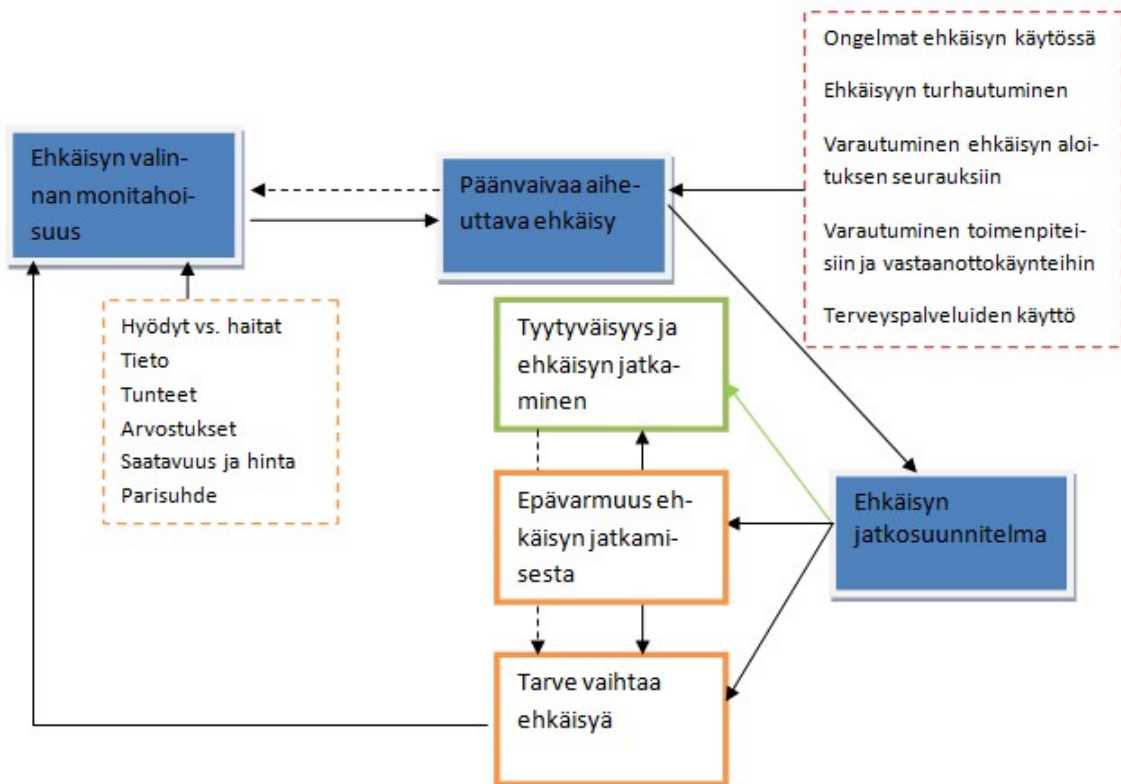 Ongelmat ehkäisyn käytössä
Ehkäisyyn turhautuminen
Varautuminen ehkäisyn aloi-
tuksen seurauksiin
Varautuminen toimenpitei-
siin ja vastaanottokäynteihin
Terveyspalveluiden käyttö
Ehkäisyn valin-
nan monitahoi-
suus
Päänvaivaa aihe-
uttava ehkäisy
Hyödyt vs. haitat
Tieto
Tunteet
Arvostukset
Saatavuus ja hinta
Parisuhde
Tyytyväisyys ja
ehkäisyn jatka-
minen
Epävarmuus eh-
käisyn jatkami-
sesta
Ehkäisyn
jatkosuunnitelma
Tarve vaihtaa
ehkäisyä